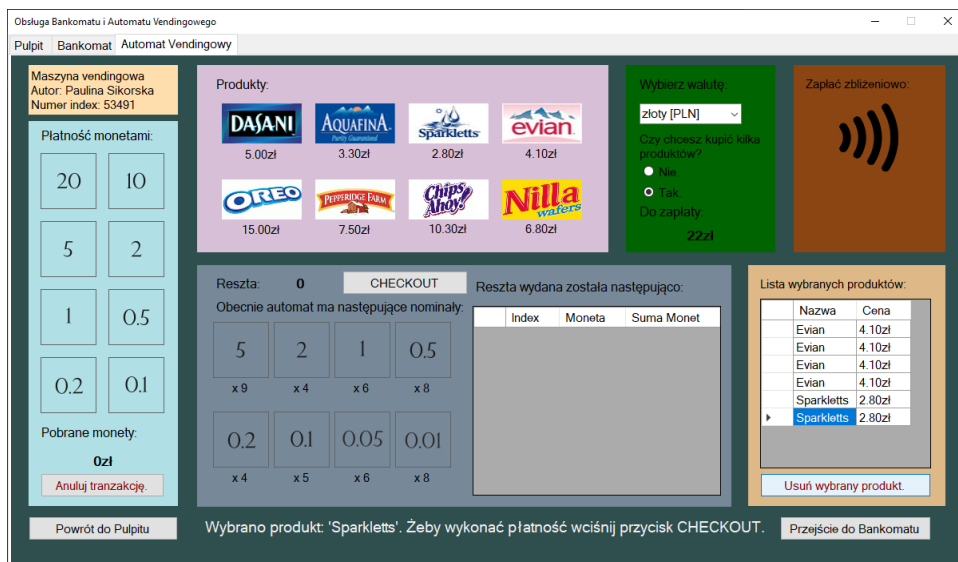 Obsługa Bankomatu i Automatu Vendingowego
Pulpit Bankomat Automat Vendingowy
Maszyna vendingowa
Autor: Paulina Sikorska
Numer index: 53491
Płatność monetami:
20 10
5 2
1 0.5
0.2 0.1
Pobrane monety:
0zł
Anuluj tranzakcję.
Powrót do Pulpitu
Produkty:
DASANI AQUAFINA. Sparkletts evian.
Purity Guaranteed
5.00zł 3.30zł 2.80zł 4.10zł
OREO PEPPERIDGE FARM Chips Ahoy! Nilla wafers
15.00zł 7.50zł 10.30zł 6.80zł
Wybierz walutę:
złoty [PLN]
Czy chcesz kupić kilka
produktów?
Nie.
Tak.
Do zapłaty:
22zł
Zapłać zbliżeniowo:
Reszta: 0 CHECKOUT
Obecnie automat ma następujące nominały:
5 2 1 0.5
x 9 x 4 x 6 x 8
0.2 0.1 0.05 0.01
x 4 x 5 x 6 x 8
Reszta wydana została następująco:
Index Moneta Suma Monet
Lista wybranych produktów:
Nazwa Cena
Evian 4.10zł
Evian 4.10zł
Evian 4.10zł
Evian 4.10zł
Sparkletts 2.80zł
Sparkletts 2.80zł
Usuń wybrany produkt.
Wybrano produkt: 'Sparkletts'. Żeby wykonać płatność wciśnij przycisk CHECKOUT.
Przejście do Bankomatu